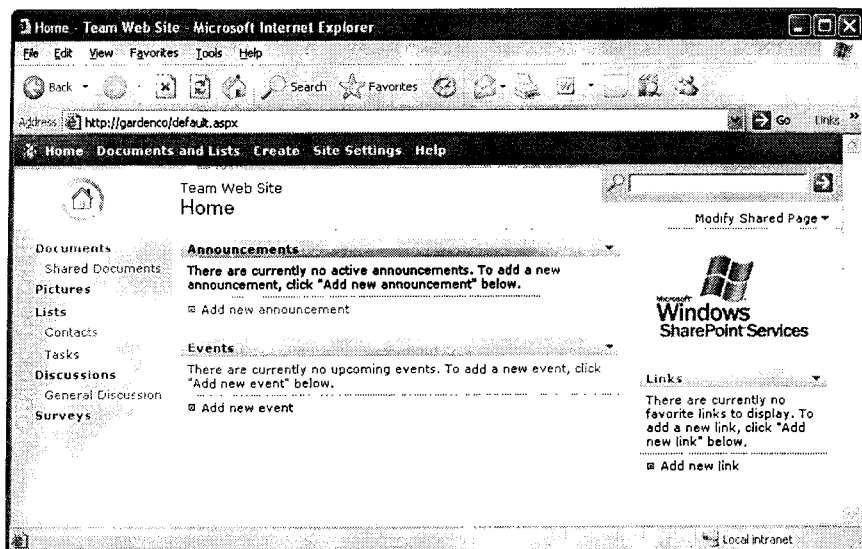 Home - Team Web Site - Microsoft Internet Explorer
File Edit View Favorites Tools Help
Back Search Favorites
Address http://gardenco/default.aspx Go Links »
Home Documents and Lists Create Site Settings Help
Team Web Site
Home
Modify Shared Page
Documents
Shared Documents
Pictures
Lists
Contacts
Tasks
Discussions
General Discussion
Surveys
Announcements
There are currently no active announcements. To add a new
announcement, click "Add new announcement" below.
Add new announcement
Events
There are currently no upcoming events. To add a new event, click
"Add new event" below.
Add new event
Microsoft
Windows
SharePoint Services
Links
There are currently no
favorite links to display. To
add a new link, click "Add
new link" below.
Add new link
Local intranet